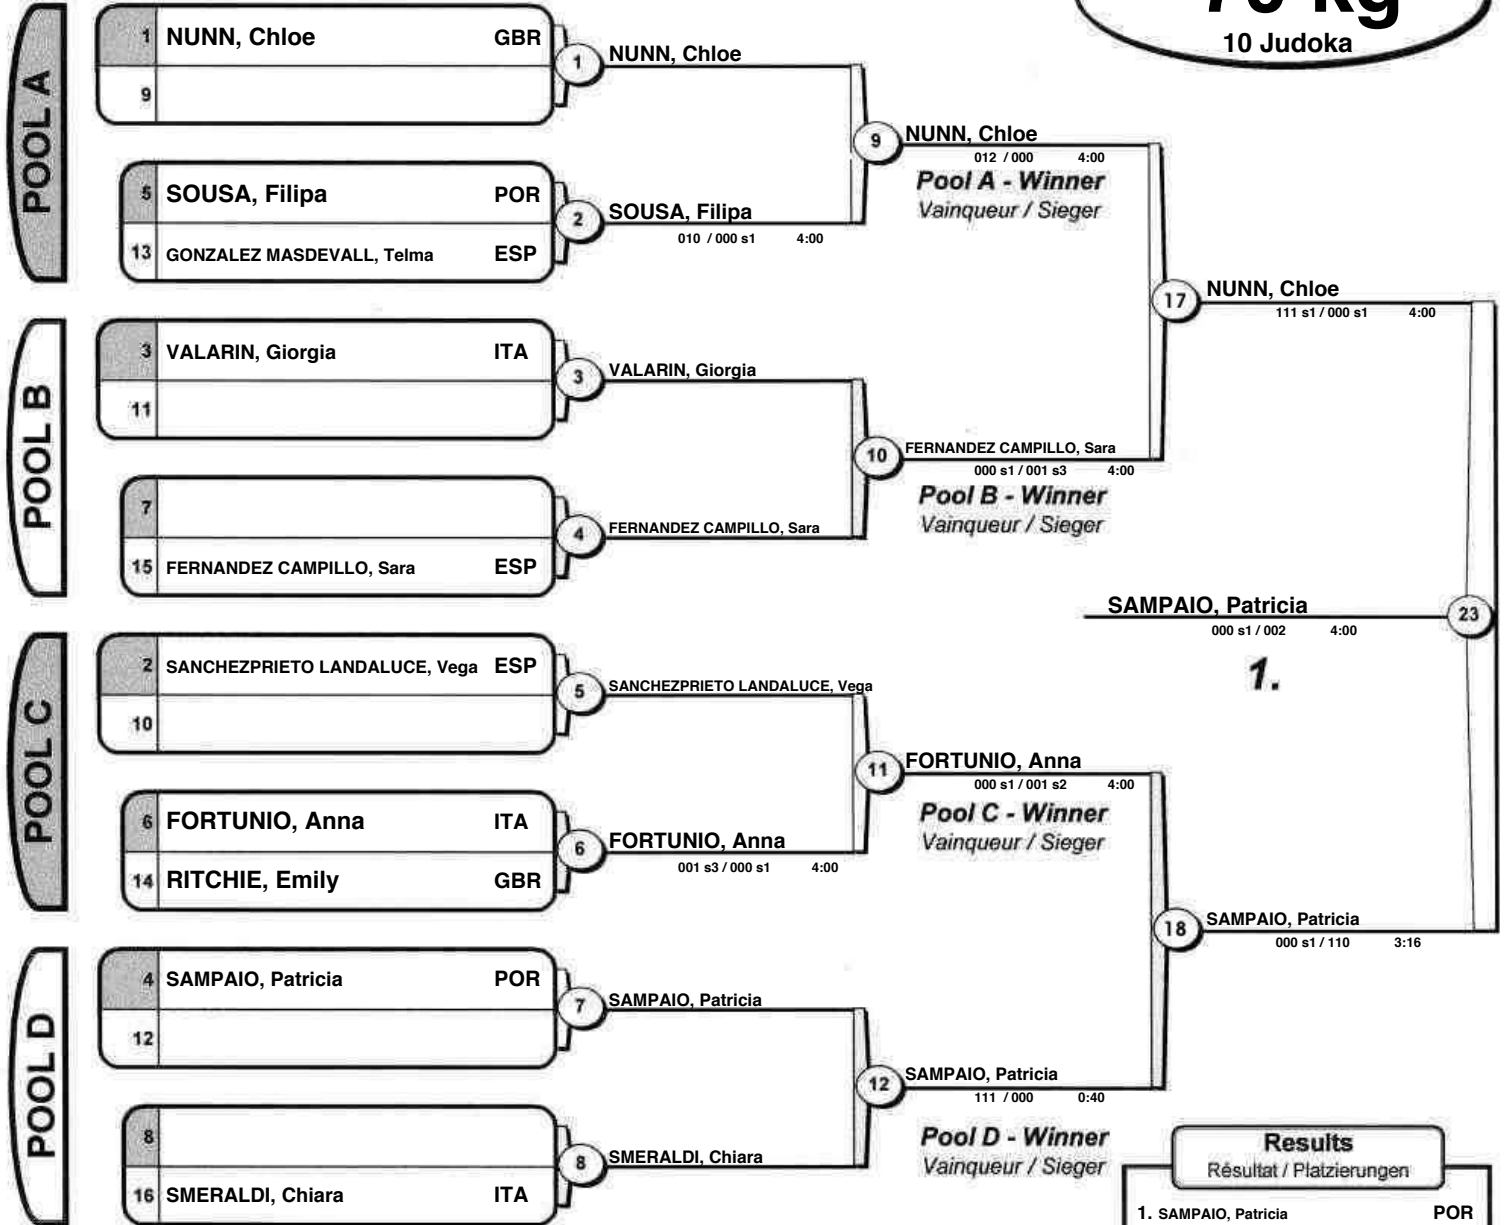 70 kg
10 Judoka
POOL A
1 NUNN, Chloe GBR
9
1 NUNN, Chloe
5 SOUSA, Filipa POR
13 GONZALEZ MASDEVALL, Telma ESP
2 SOUSA, Filipa
010 / 000 s1 4:00
9 NUNN, Chloe
012 / 000 4:00
Pool A - Winner
Vainqueur / Sieger
POOL B
3 VALARIN, Giorgia ITA
11
3 VALARIN, Giorgia
7
15 FERNANDEZ CAMPILLO, Sara ESP
4 FERNANDEZ CAMPILLO, Sara
10 FERNANDEZ CAMPILLO, Sara
000 s1 / 001 s3 4:00
Pool B - Winner
Vainqueur / Sieger
17 NUNN, Chloe
111 s1 / 000 s1 4:00
SAMPAIO, Patricia 23
000 s1 / 002 4:00
1.
POOL C
2 SANCHEZPRIETO LANDALUCE, Vega ESP
10
5 SANCHEZPRIETO LANDALUCE, Vega
6 FORTUNIO, Anna ITA
14 RITCHIE, Emily GBR
6 FORTUNIO, Anna
001 s3 / 000 s1 4:00
11 FORTUNIO, Anna
000 s1 / 001 s2 4:00
Pool C - Winner
Vainqueur / Sieger
18 SAMPAIO, Patricia
000 s1 / 110 3:16
POOL D
4 SAMPAIO, Patricia POR
12
7 SAMPAIO, Patricia
8
16 SMERALDI, Chiara ITA
8 SMERALDI, Chiara
12 SAMPAIO, Patricia
111 / 000 0:40
Pool D - Winner
Vainqueur / Sieger
Results
Résultat / Platzierungen
1. SAMPAIO, Patricia POR